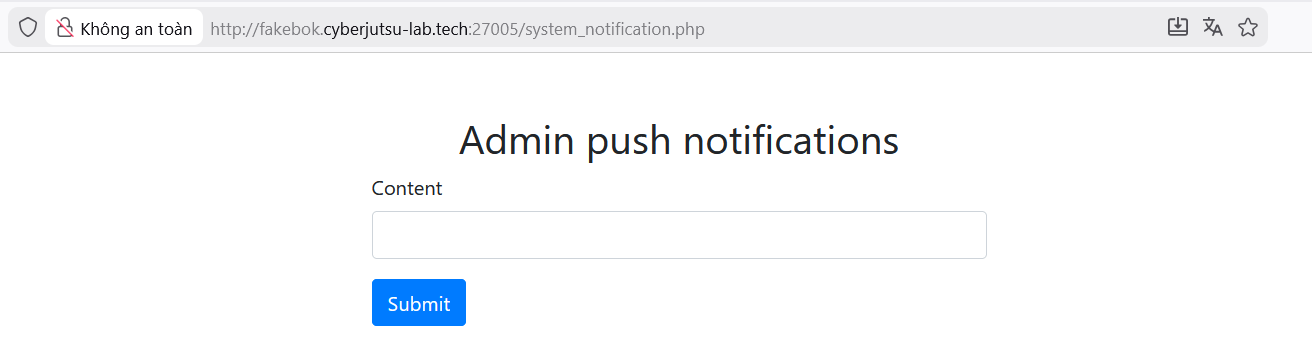 Không an toàn http://fakebok.cyberjutsu-lab.tech:27005/system_notification.php
Admin push notifications
Content
Submit